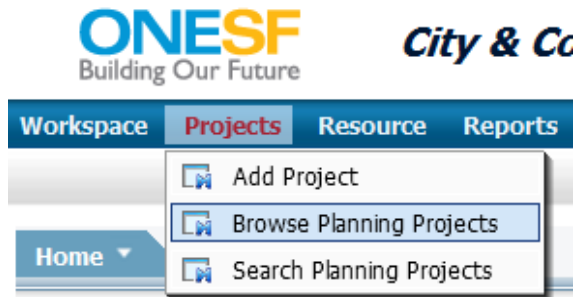 ONESF
Building Our Future
City & Co
Workspace Projects Resource Reports
Add Project
Browse Planning Projects
Home
Search Planning Projects